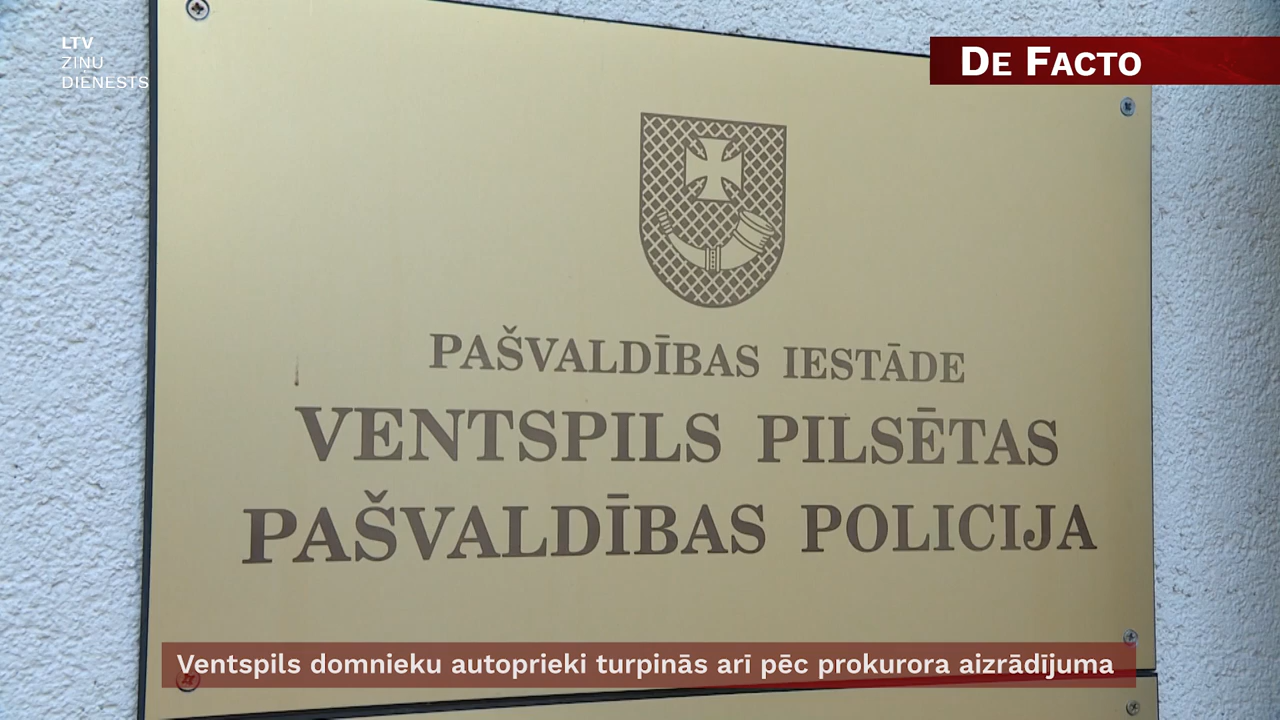 LTV
ZIŅU
DIENESTS
DE FACTO
PAŠVALDĪBAS IESTĀDE
VENTSPILS PILSĒTAS
PAŠVALDĪBAS POLICIJA
Ventspils domnieku autoprieki turpinās arī pēc prokurora aizrādījuma